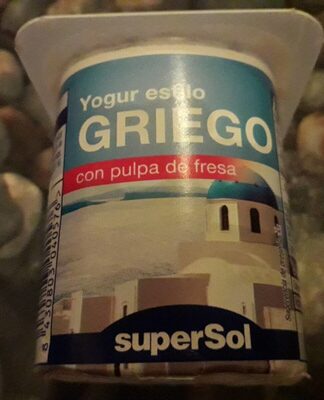 Yogur estilo
GRIEGO
con pulpa de fresa
superSol